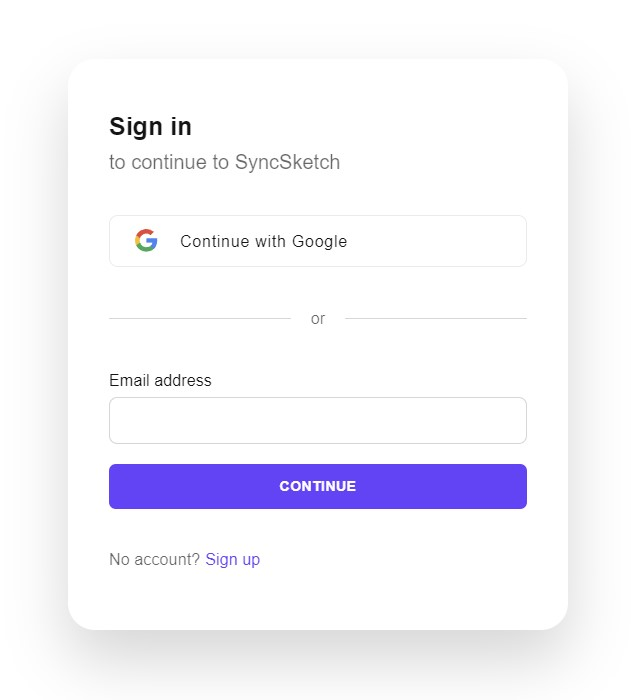 Sign in
to continue to SyncSketch
Continue with Google
or
Email address
CONTINUE
No account? Sign up